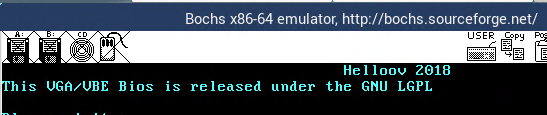 Bochs x86-64 emulator, http://bochs.sourceforge.net/
A: B: CD USER Copy
Helloov 2018
This VGA/VBE Bios is released under the GNU LGPL